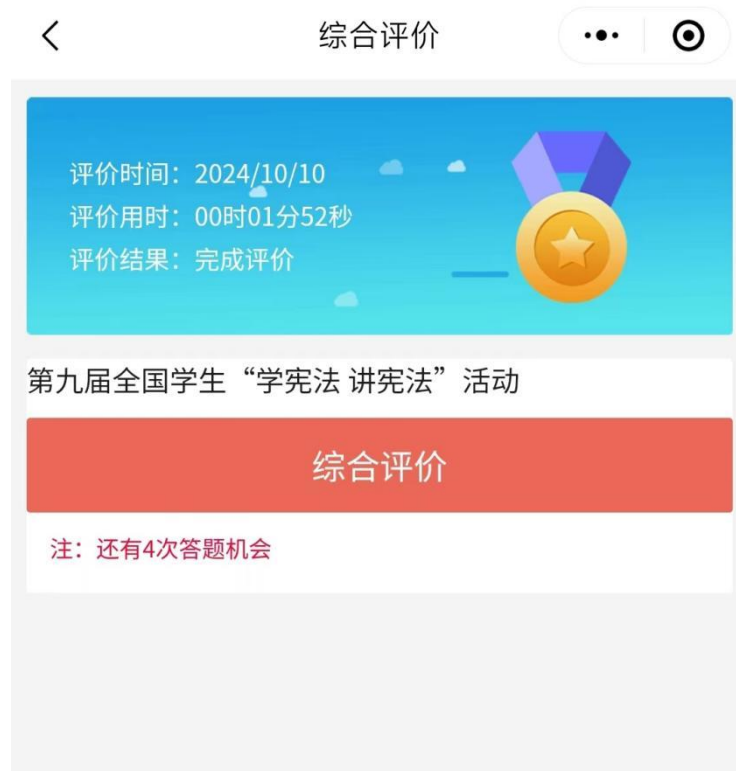 综合评价
评价时间：2024/10/10
评价用时：00时01分52秒
评价结果：完成评价
第九届全国学生“学宪法 讲宪法”活动
综合评价
注：还有4次答题机会